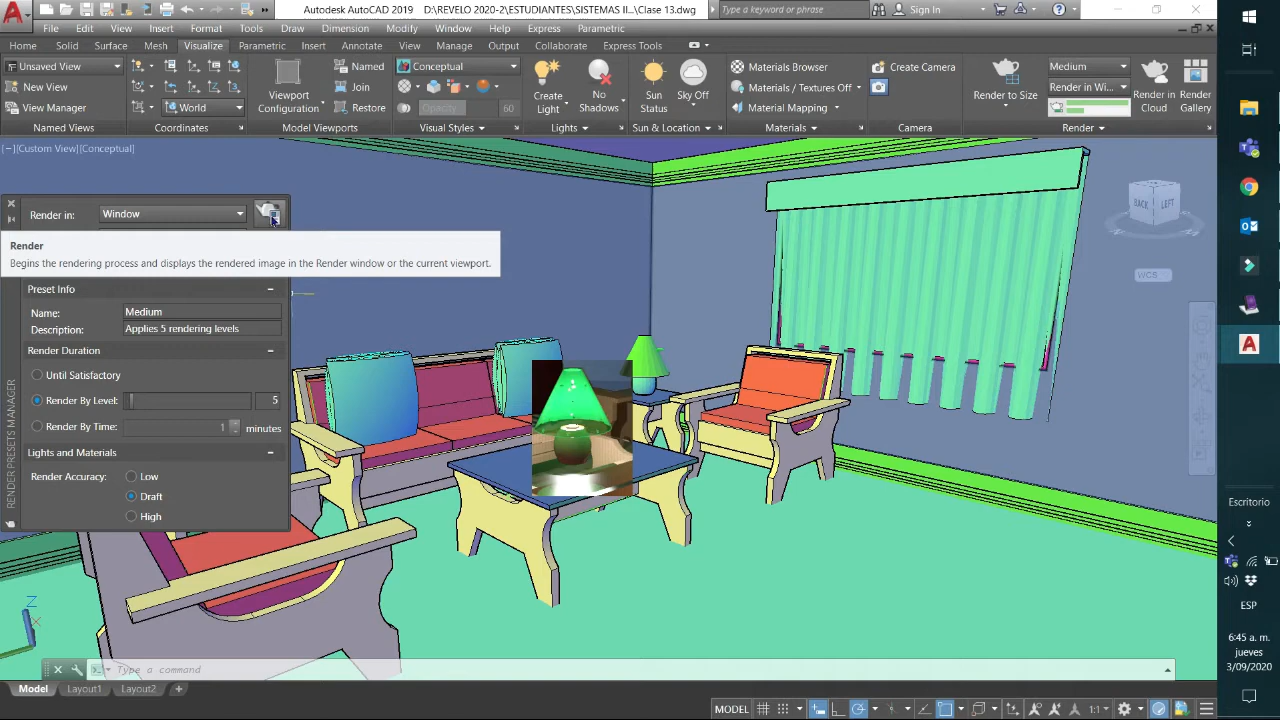 Autodesk AutoCAD 2019 D:\REVELO 2020-2\ESTUDIANTES\SISTEMAS II...\Clase 13.dwg
Type a keyword or phrase
Sign In
File Edit View Insert Format Tools Draw Dimension Modify Window Help Express Parametric
Home Solid Surface Mesh Visualize Parametric Insert Annotate View Manage Output Collaborate Express Tools
Unsaved View
New View
View Manager
Named Views
World
Coordinates
Viewport
Configuration
Named
Join
Restore
Model Viewports
Conceptual
Opacity 60
Visual Styles
Create
Light
No
Shadows
Lights
Sun
Status
Sky Off
Sun & Location
Materials Browser
Materials / Textures Off
Material Mapping
Materials
Create Camera
Camera
Render to Size
Medium
Render in Wi...
Render in
Cloud
Render
Gallery
Render
[−][Custom View][Conceptual]
Render in: Window
Render
Begins the rendering process and displays the rendered image in the Render window or the current viewport.
Preset Info
Name: Medium
Description: Applies 5 rendering levels
Render Duration
Until Satisfactory
Render By Level: 5
Render By Time: 1 minutes
Lights and Materials
Render Accuracy: Low
Draft
High
RENDER PRESETS MANAGER
BACK LEFT
WCS
Z
X
Type a command
Model Layout1 Layout2 +
MODEL 1:1
Escritorio
ESP
6:45 a. m.
jueves
3/09/2020